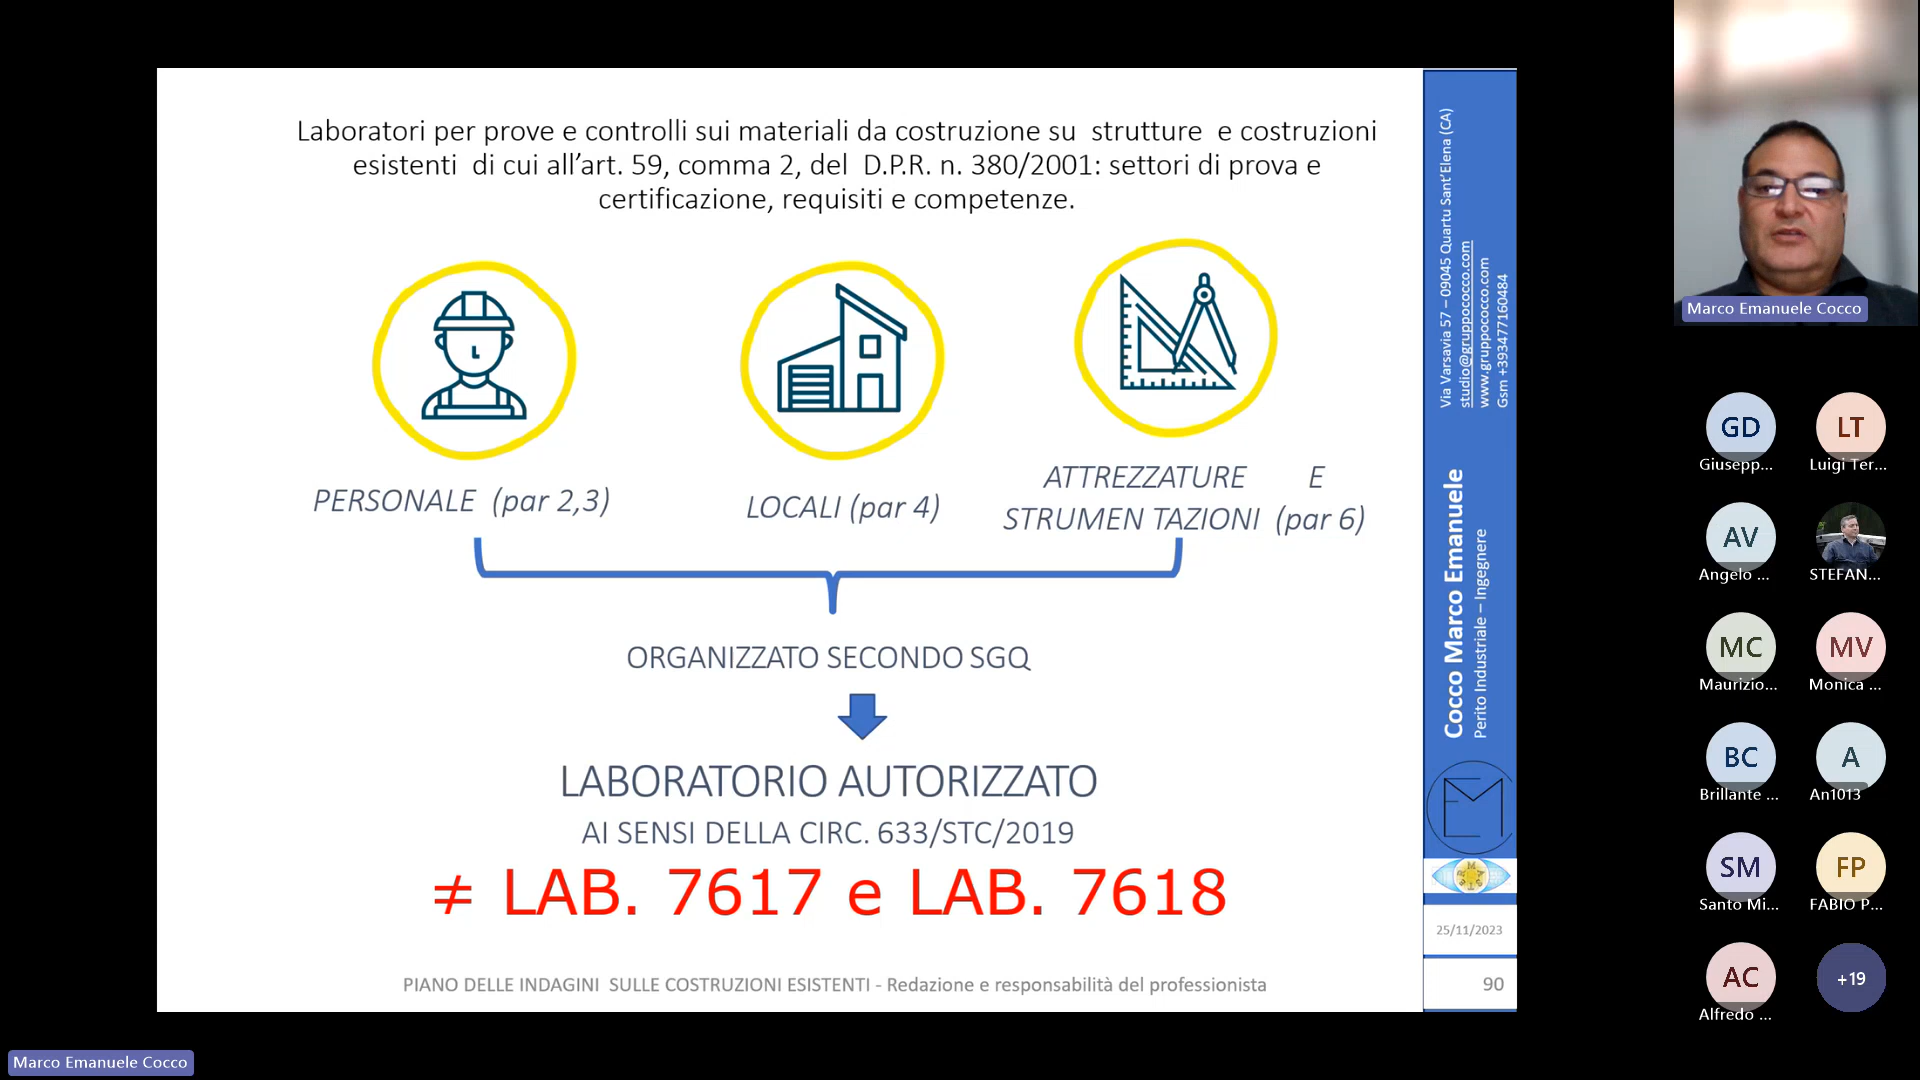 Laboratori per prove e controlli sui materiali da costruzione su strutture e costruzioni
esistenti di cui all’art. 59, comma 2, del D.P.R. n. 380/2001: settori di prova e
certificazione, requisiti e competenze.
PERSONALE (par 2,3)
LOCALI (par 4)
ATTREZZATURE E
STRUMEN TAZIONI (par 6)
ORGANIZZATO SECONDO SGQ
LABORATORIO AUTORIZZATO
AI SENSI DELLA CIRC. 633/STC/2019
≠ LAB. 7617 e LAB. 7618
PIANO DELLE INDAGINI SULLE COSTRUZIONI ESISTENTI - Redazione e responsabilità del professionista
Via Varsavia 57 – 09045 Quartu Sant’Elena (CA)
studio@gruppococco.com
www.gruppococco.com
Gsm +393477160484
Cocco Marco Emanuele
Perito Industriale – Ingegnere
EM
25/11/2023
90
Marco Emanuele Cocco
GD
Giusepp...
LT
Luigi Ter...
AV
Angelo ...
STEFAN...
MC
Maurizio...
MV
Monica ...
BC
Brillante ...
A
An1013
SM
Santo Mi...
FP
FABIO P...
AC
Alfredo ...
+19
Marco Emanuele Cocco